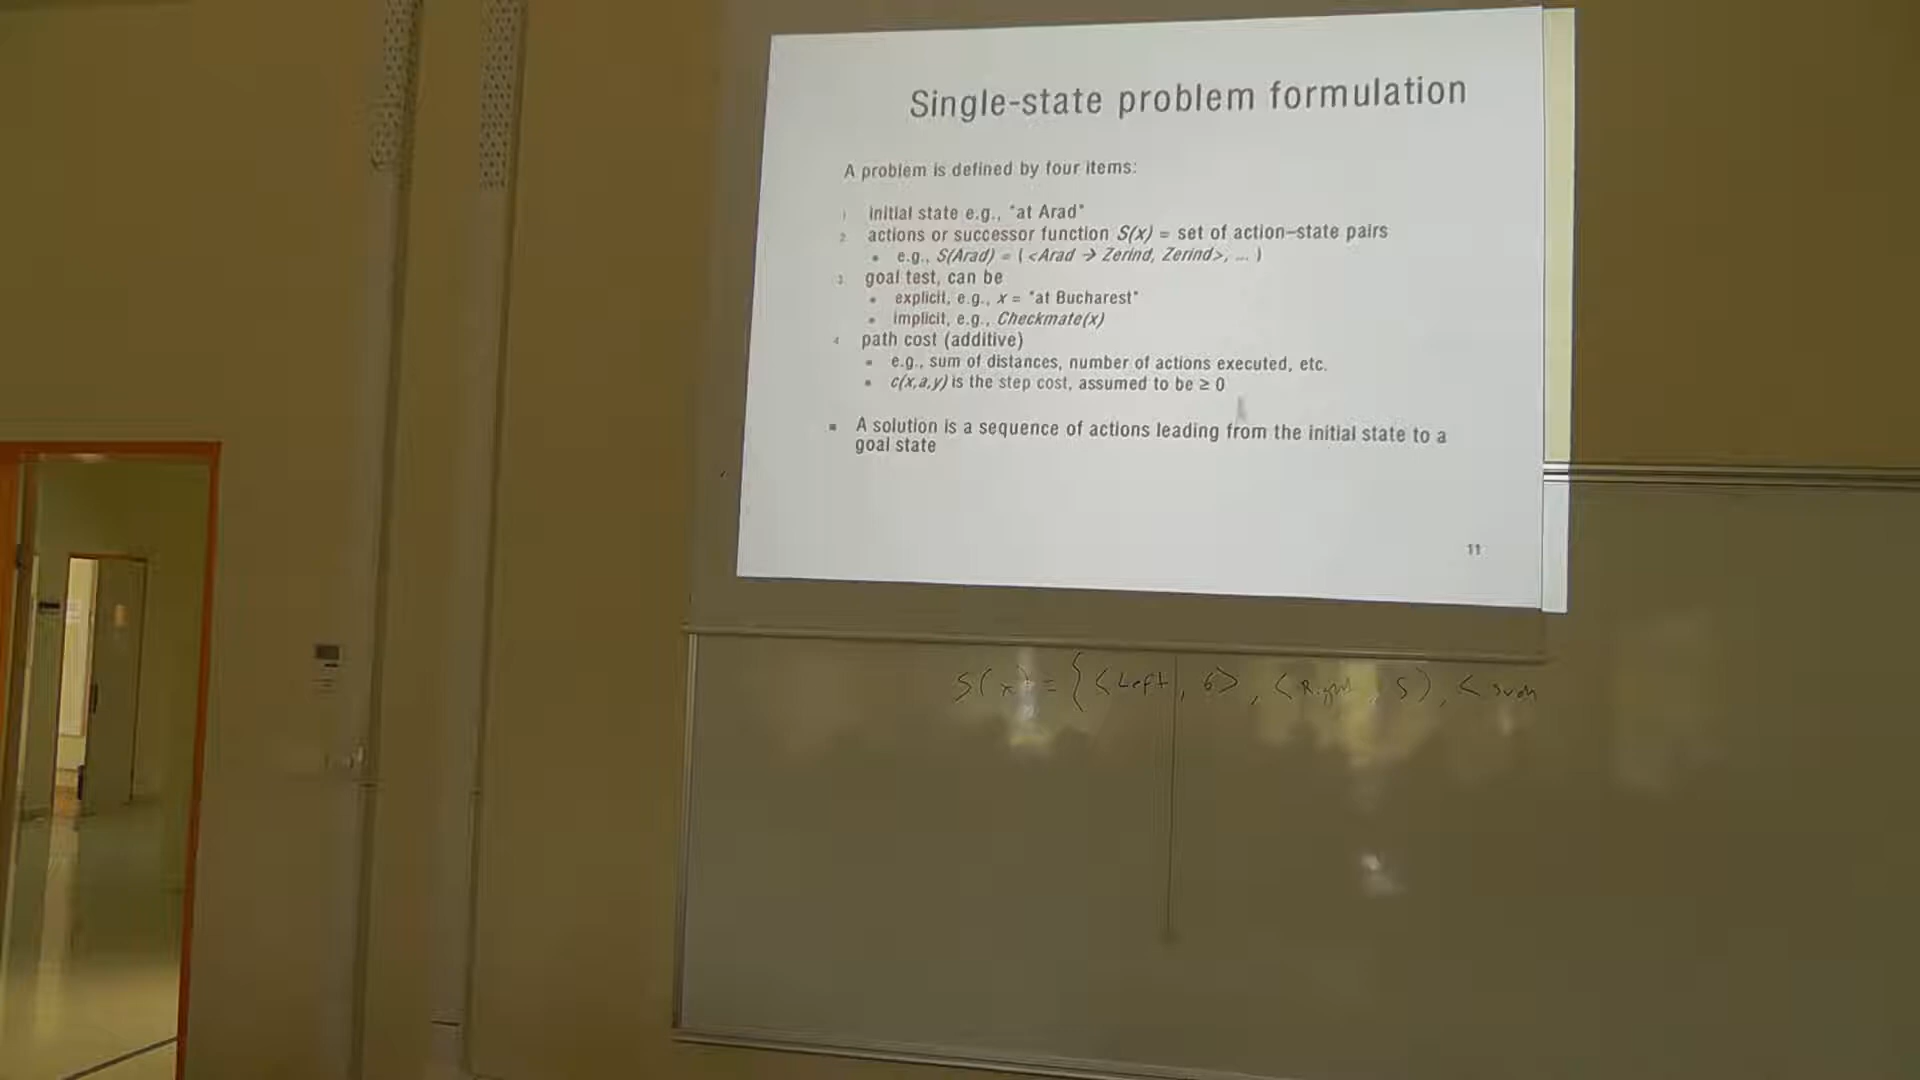 Single-state problem formulation
A problem is defined by four items:
1 initial state e.g., "at Arad"
2 actions or successor function S(x) = set of action–state pairs
▪ e.g., S(Arad) = {<Arad → Zerind, Zerind>, … }
3 goal test, can be
▪ explicit, e.g., x = "at Bucharest"
▪ implicit, e.g., Checkmate(x)
4 path cost (additive)
▪ e.g., sum of distances, number of actions executed, etc.
▪ c(x,a,y) is the step cost, assumed to be ≥ 0
▪ A solution is a sequence of actions leading from the initial state to a
goal state
11
S(x) = {<Left, 6>, <Right, 5), <